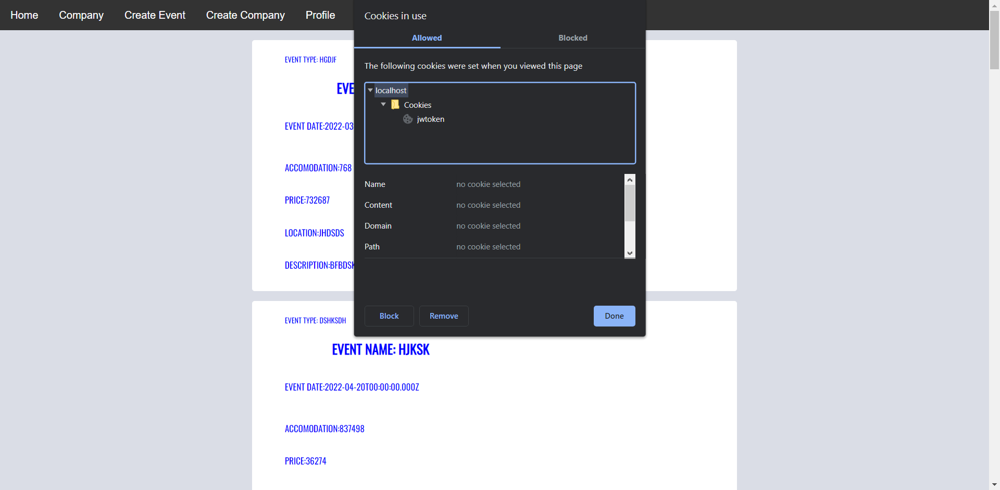 Home Company Create Event Create Company Profile
Cookies in use
Allowed Blocked
The following cookies were set when you viewed this page
localhost
Cookies
jwtoken
Name no cookie selected
Content no cookie selected
Domain no cookie selected
Path no cookie selected
Block Remove Done
EVENT TYPE: HGDJF
EVE
EVENT DATE:2022-03
ACCOMODATION:768
PRICE:732687
LOCATION:JHDSDS
DESCRIPTION:BFBDSK
EVENT TYPE: DSHKSDH
EVENT NAME: HJKSK
EVENT DATE:2022-04-20T00:00:00.000Z
ACCOMODATION:837498
PRICE:36274